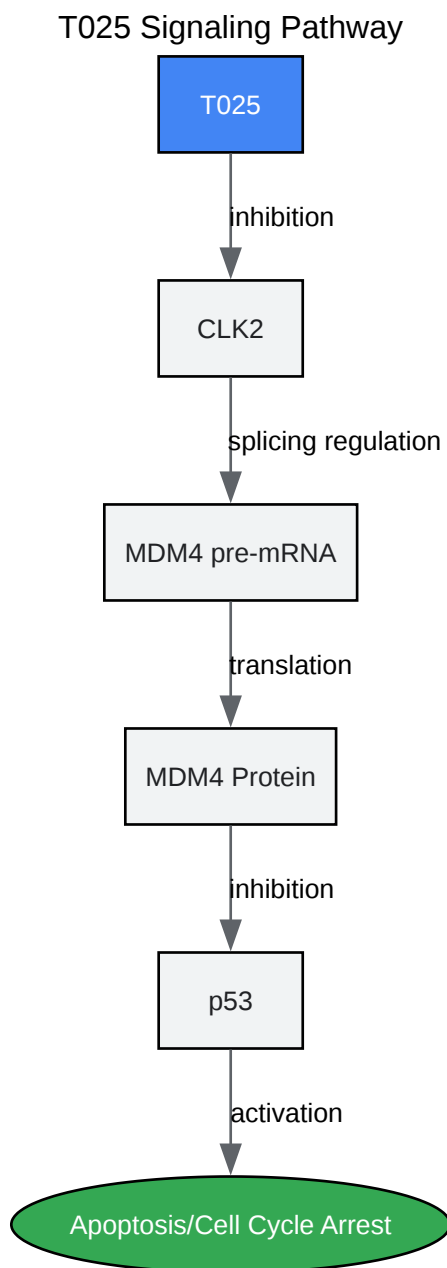 T025 Signaling Pathway
T025
inhibition
CLK2
splicing regulation
MDM4 pre-mRNA
translation
MDM4 Protein
inhibition
p53
activation
Apoptosis/Cell Cycle Arrest